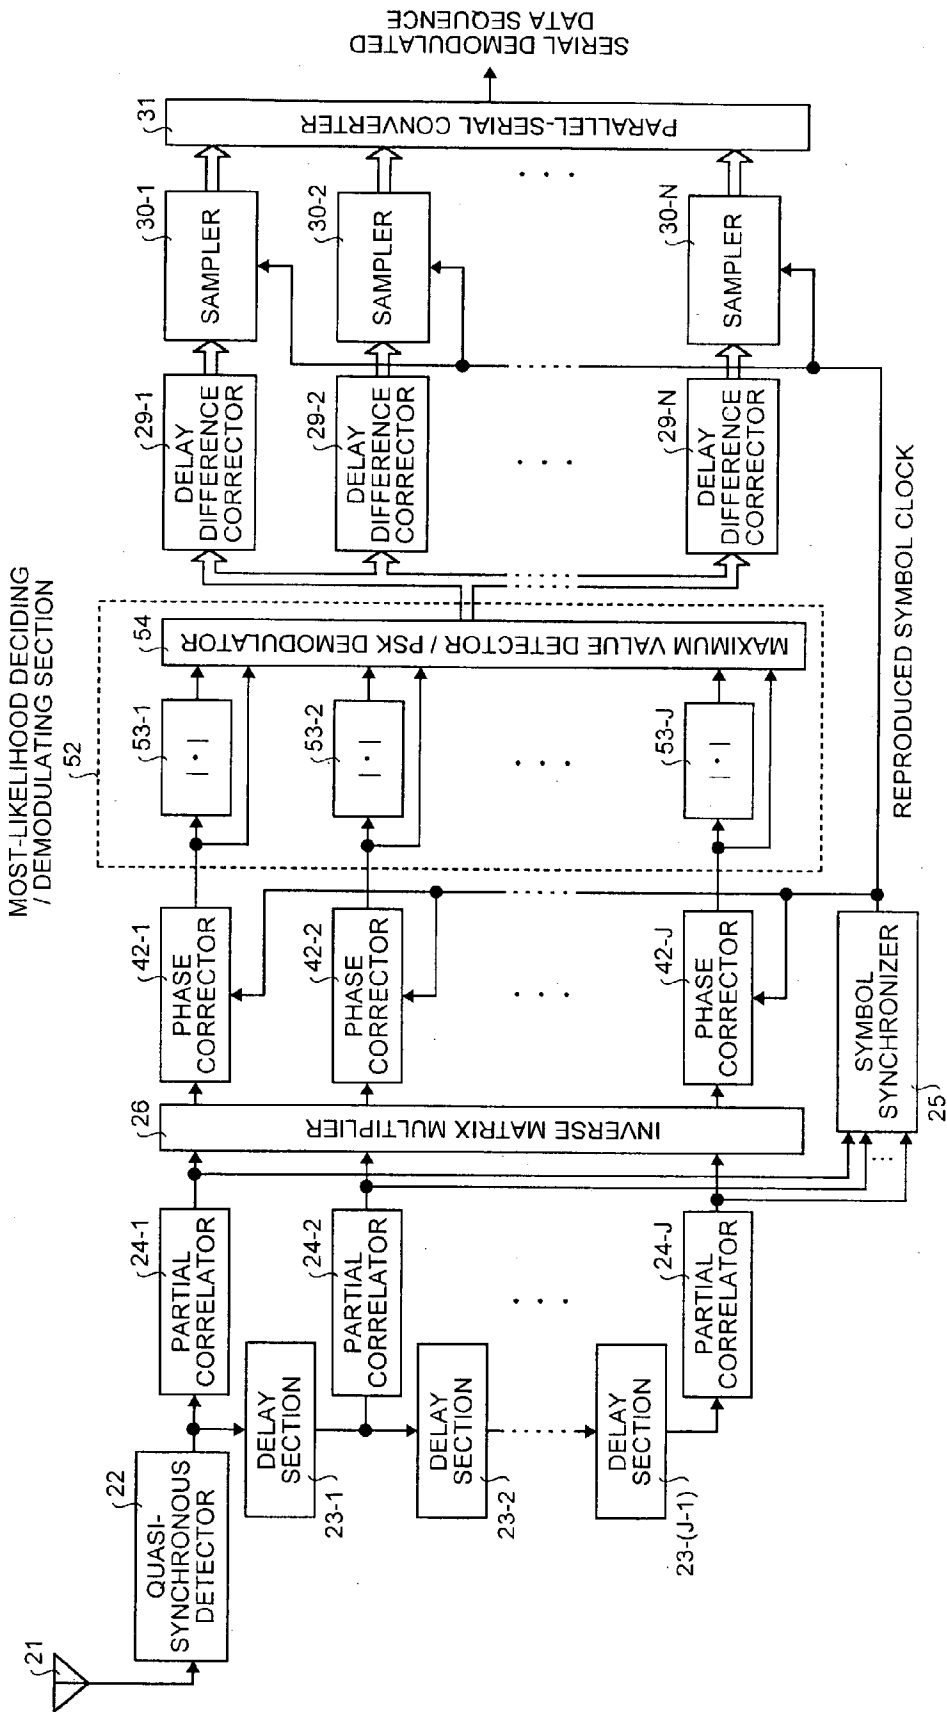 MOST-LIKELIHOOD DECIDING
/ DEMODULATING SECTION
52
21
22
QUASI-
SYNCHRONOUS
DETECTOR
23-1
DELAY
SECTION
23-2
DELAY
SECTION
23-(J-1)
DELAY
SECTION
24-1
PARTIAL
CORRELATOR
24-2
PARTIAL
CORRELATOR
24-J
PARTIAL
CORRELATOR
26
INVERSE MATRIX MULTIPLIER
25
SYMBOL
SYNCHRONIZER
42-1
PHASE
CORRECTOR
42-2
PHASE
CORRECTOR
42-J
PHASE
CORRECTOR
53-1
| • |
53-2
| • |
53-J
| • |
54
MAXIMUM VALUE DETECTOR / PSK DEMODULATOR
29-1
DELAY
DIFFERENCE
CORRECTOR
29-2
DELAY
DIFFERENCE
CORRECTOR
29-N
DELAY
DIFFERENCE
CORRECTOR
30-1
SAMPLER
30-2
SAMPLER
30-N
SAMPLER
31
PARALLEL-SERIAL CONVERTER
SERIAL DEMODULATED
DATA SEQUENCE
REPRODUCED SYMBOL CLOCK